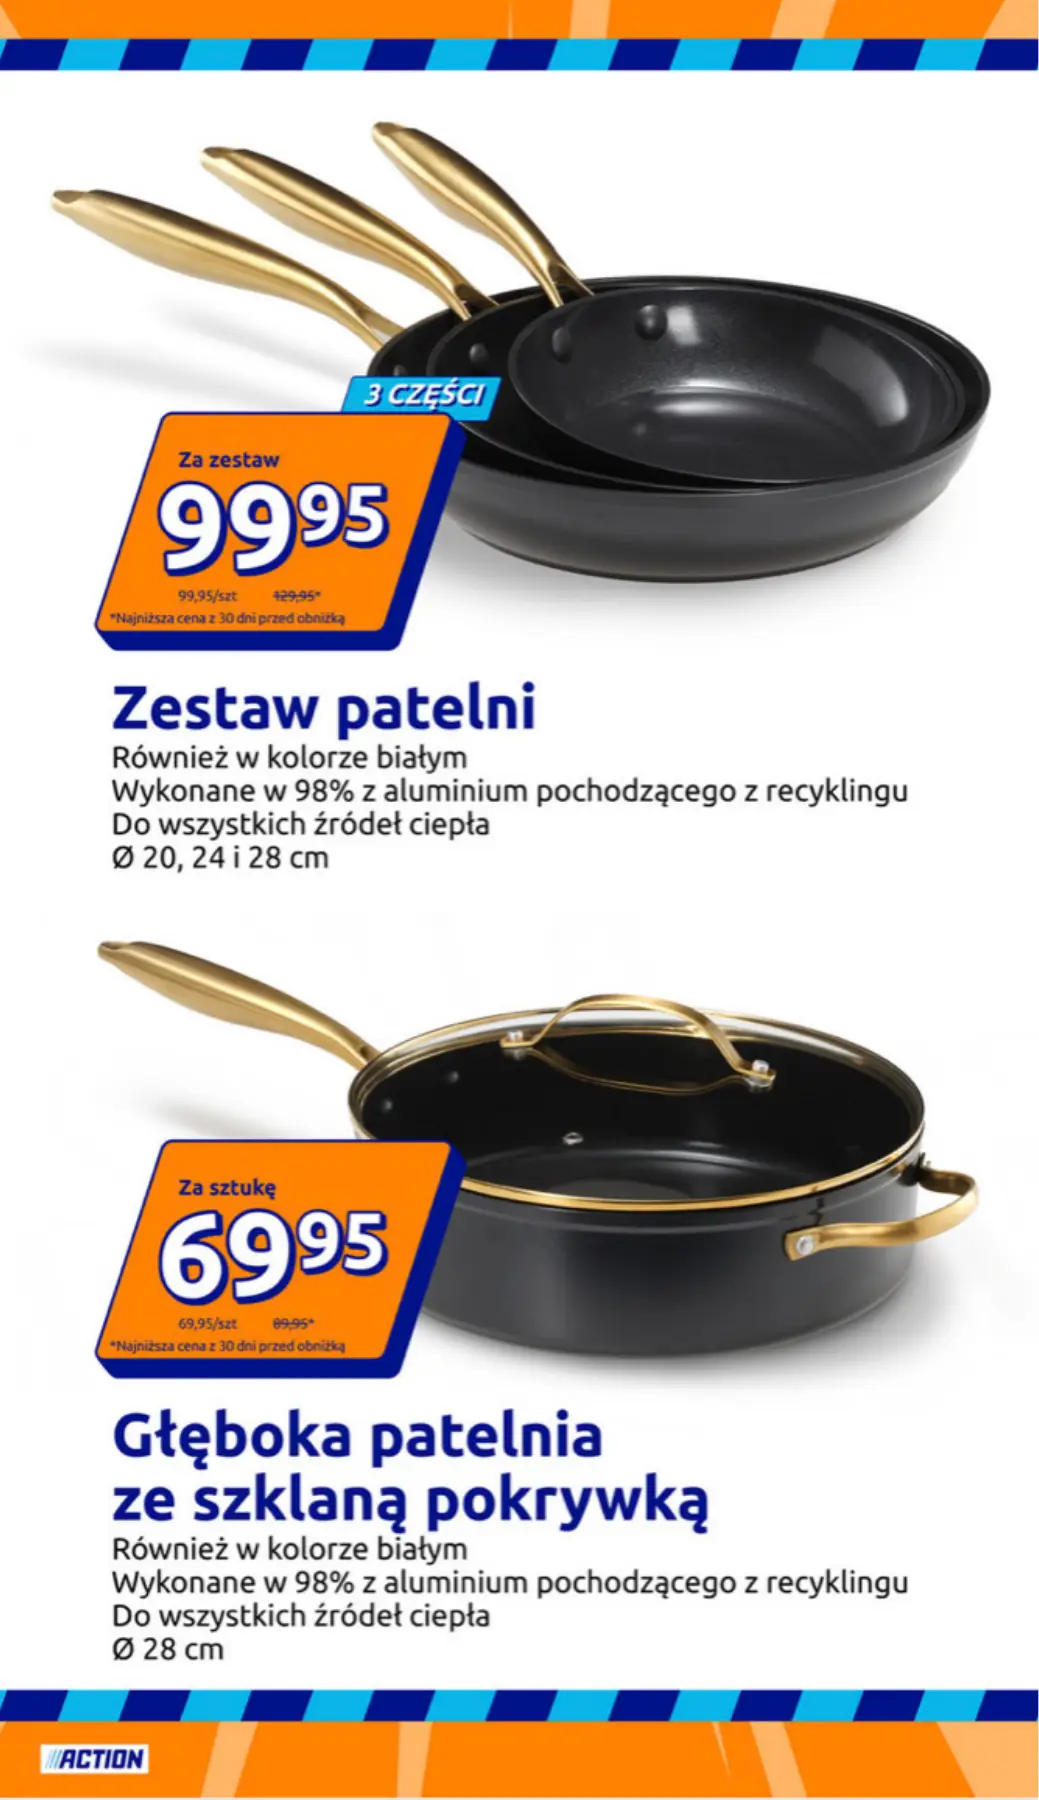 3 CZĘŚCI
Za zestaw
99 95
99,95/szt 129,95*
*Najniższa cena z 30 dni przed obniżką
Zestaw patelni
Również w kolorze białym
Wykonane w 98% z aluminium pochodzącego z recyklingu
Do wszystkich źródeł ciepła
Ø 20, 24 i 28 cm
Za sztukę
69 95
69,95/szt 89,95*
*Najniższa cena z 30 dni przed obniżką
Głęboka patelnia
ze szklaną pokrywką
Również w kolorze białym
Wykonane w 98% z aluminium pochodzącego z recyklingu
Do wszystkich źródeł ciepła
Ø 28 cm
ACTION